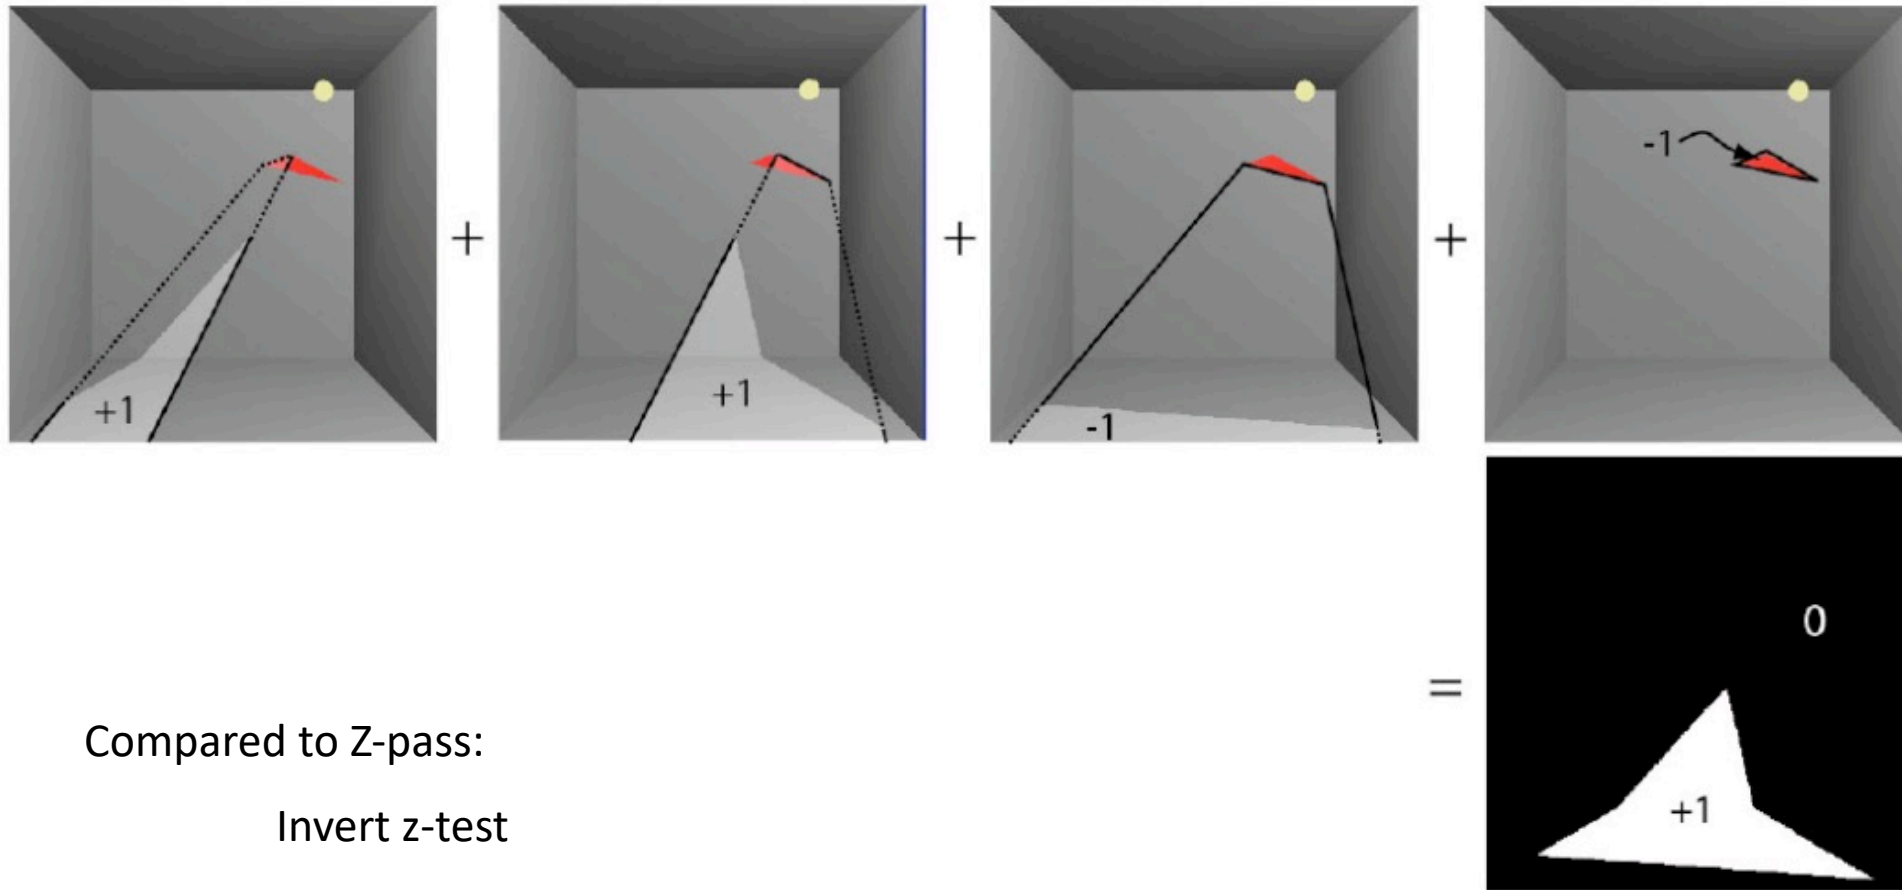 +1 + +1 + -1 + -1
= 0
+1
Compared to Z-pass:
Invert z-test